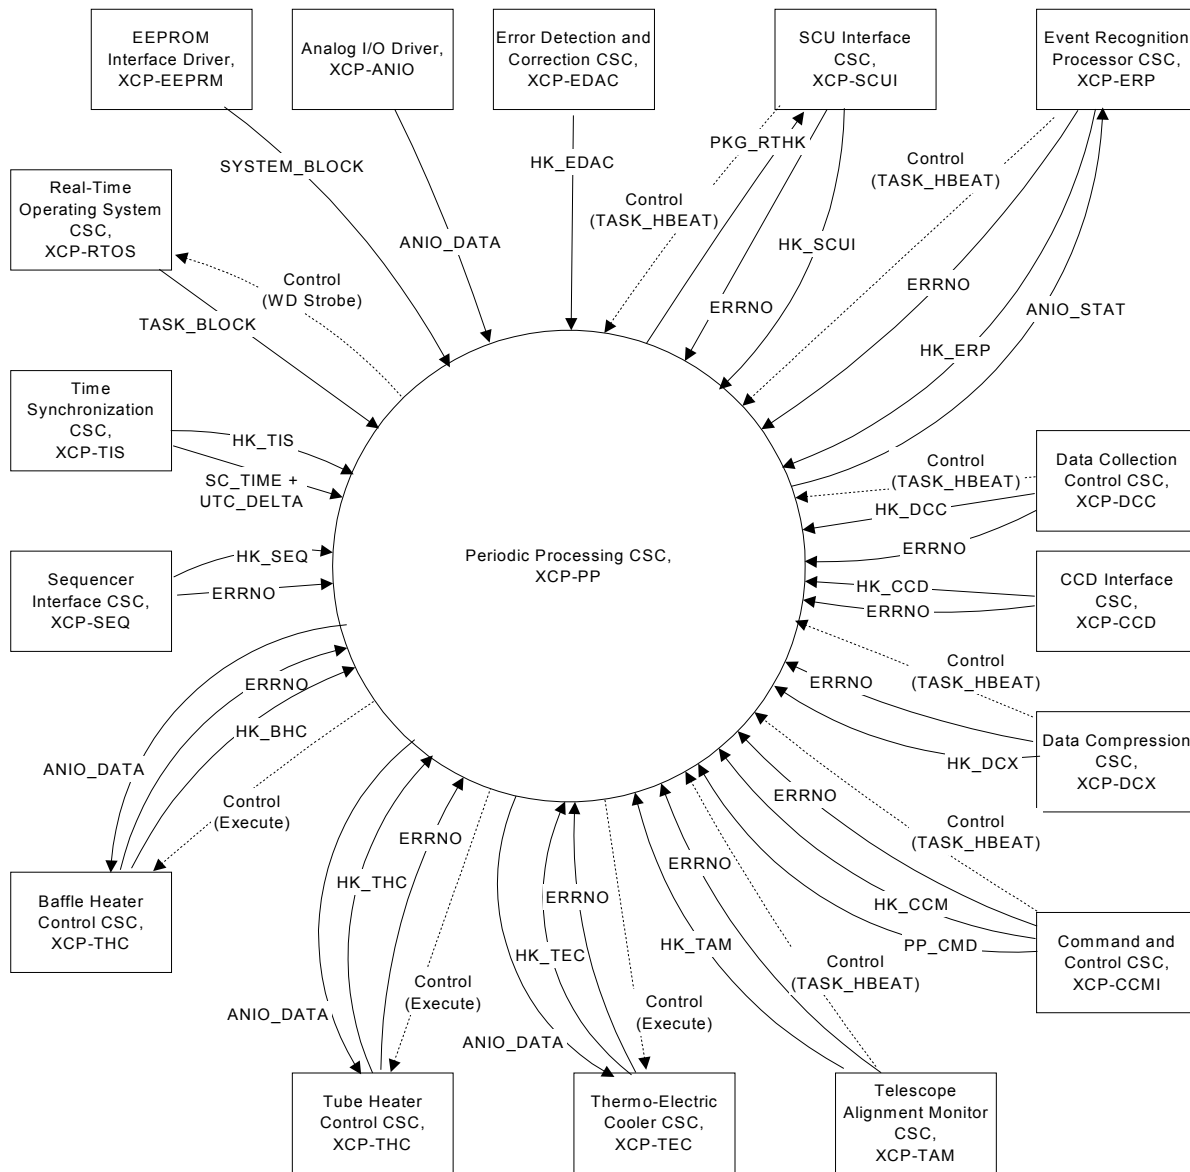 EEPROM
Interface Driver,
XCP-EEPRM
Analog I/O Driver,
XCP-ANIO
Error Detection and
Correction CSC,
XCP-EDAC
SCU Interface
CSC,
XCP-SCUI
Event Recognition
Processor CSC,
XCP-ERP
SYSTEM_BLOCK
HK_EDAC
PKG_RTHK
Control
(TASK_HBEAT)
Control
(TASK_HBEAT)
Real-Time
Operating System
CSC,
XCP-RTOS
ANIO_DATA
HK_SCUI
Control
(WD Strobe)
ERRNO
ERRNO
ANIO_STAT
TASK_BLOCK
HK_ERP
Time
Synchronization
CSC,
XCP-TIS
HK_TIS
SC_TIME +
UTC_DELTA
Control
(TASK_HBEAT)
Data Collection
Control CSC,
XCP-DCC
HK_DCC
ERRNO
Sequencer
Interface CSC,
XCP-SEQ
HK_SEQ
ERRNO
Periodic Processing CSC,
XCP-PP
HK_CCD
ERRNO
CCD Interface
CSC,
XCP-CCD
ERRNO
HK_BHC
ANIO_DATA
Control
(Execute)
Control
(TASK_HBEAT)
ERRNO
HK_DCX
Data Compression
CSC,
XCP-DCX
ERRNO
Control
(TASK_HBEAT)
Baffle Heater
Control CSC,
XCP-THC
ERRNO
HK_THC
ERRNO
ERRNO
HK_CCM
PP_CMD
Command and
Control CSC,
XCP-CCMI
HK_TEC
HK_TAM
Control
(TASK_HBEAT)
Control
(Execute)
Control
(Execute)
ANIO_DATA
ANIO_DATA
Tube Heater
Control CSC,
XCP-THC
Thermo-Electric
Cooler CSC,
XCP-TEC
Telescope
Alignment Monitor
CSC,
XCP-TAM